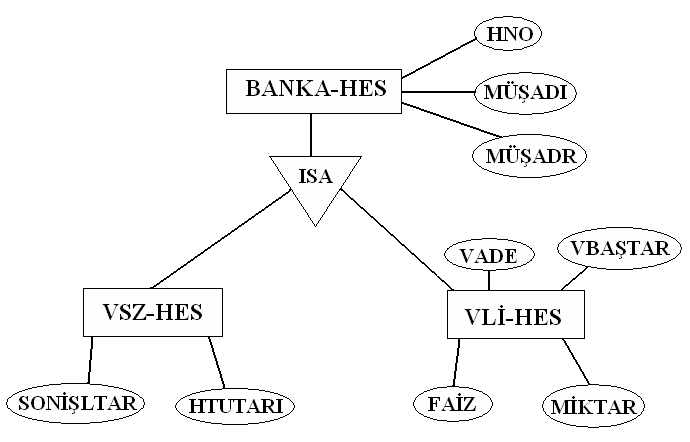 HNO
BANKA-HES
MÜŞADI
MÜŞADR
ISA
VADE
VBAŞTAR
VSZ-HES
VLİ-HES
SONİŞLTAR
HTUTARI
FAİZ
MİKTAR